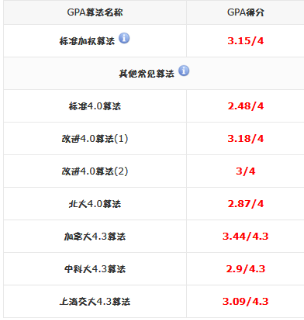 GPA算法名称 GPA得分
标准加权算法 3.15/4
其他常见算法
标准4.0算法 2.48/4
改进4.0算法(1) 3.18/4
改进4.0算法(2) 3/4
北大4.0算法 2.87/4
加拿大4.3算法 3.44/4.3
中科大4.3算法 2.9/4.3
上海交大4.3算法 3.09/4.3